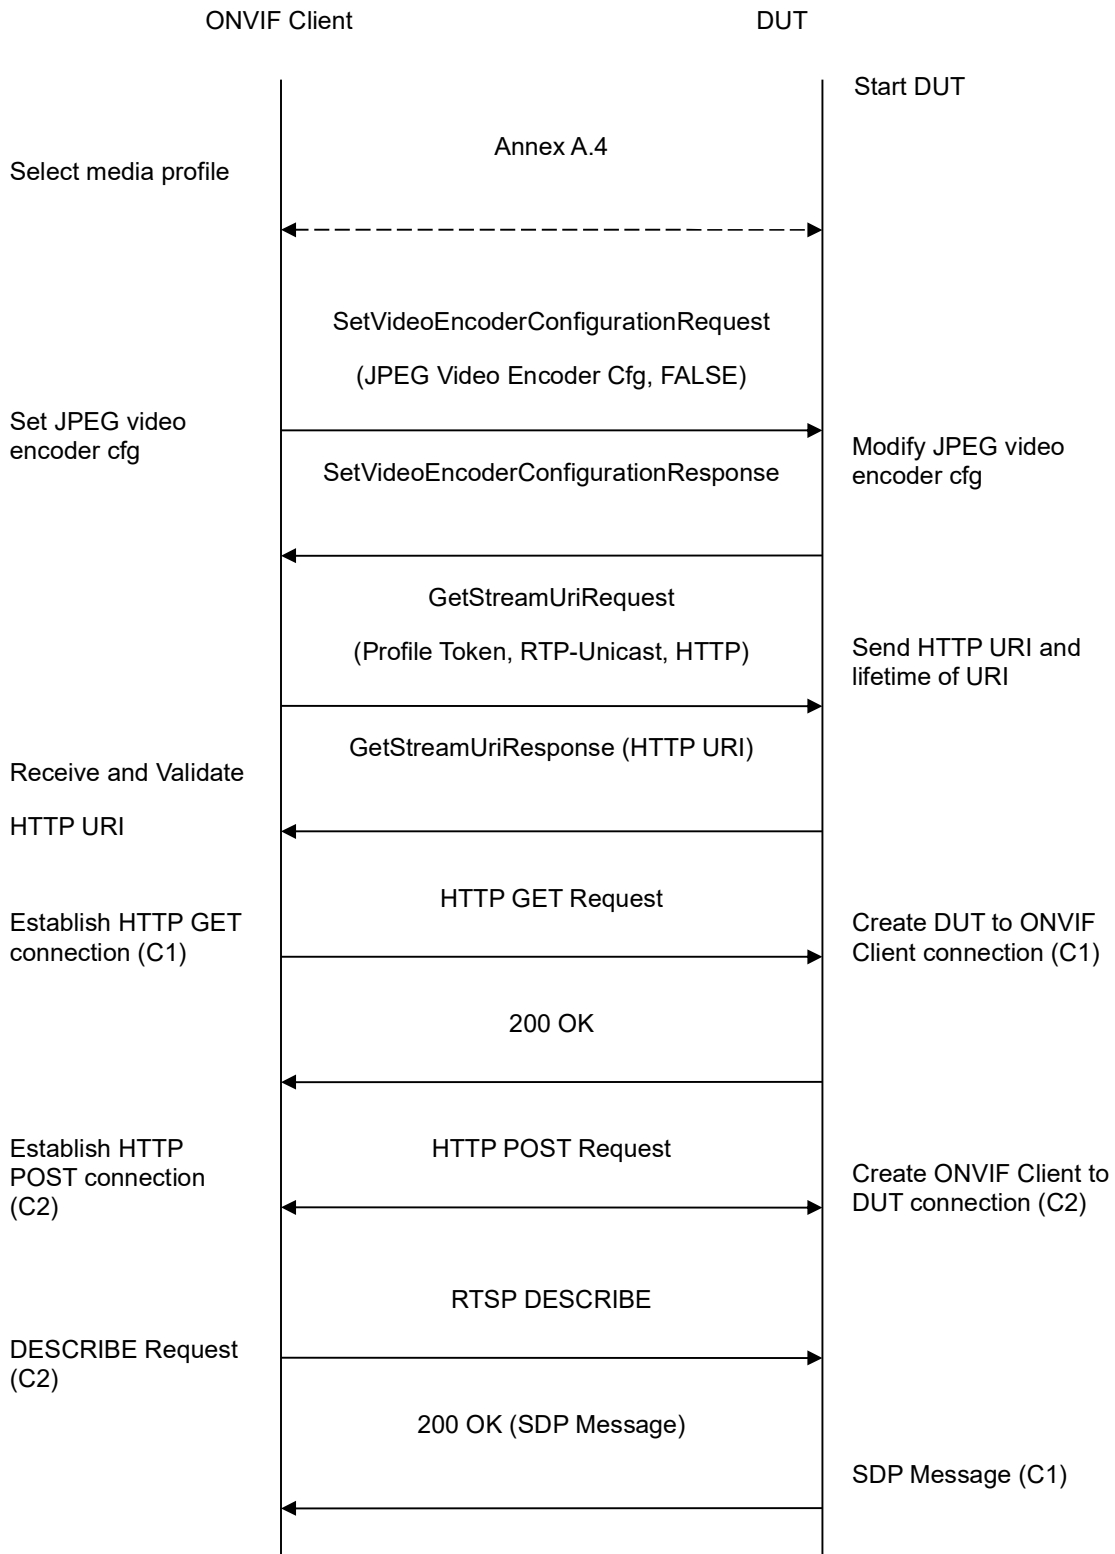 ONVIF Client
DUT
Start DUT
Annex A.4
Select media profile
SetVideoEncoderConfigurationRequest
(JPEG Video Encoder Cfg, FALSE)
Set JPEG video
encoder cfg
Modify JPEG video
encoder cfg
SetVideoEncoderConfigurationResponse
GetStreamUriRequest
(Profile Token, RTP-Unicast, HTTP)
Send HTTP URI and
lifetime of URI
GetStreamUriResponse (HTTP URI)
Receive and Validate
HTTP URI
HTTP GET Request
Establish HTTP GET
connection (C1)
Create DUT to ONVIF
Client connection (C1)
200 OK
Establish HTTP
POST connection
(C2)
HTTP POST Request
Create ONVIF Client to
DUT connection (C2)
RTSP DESCRIBE
DESCRIBE Request
(C2)
200 OK (SDP Message)
SDP Message (C1)